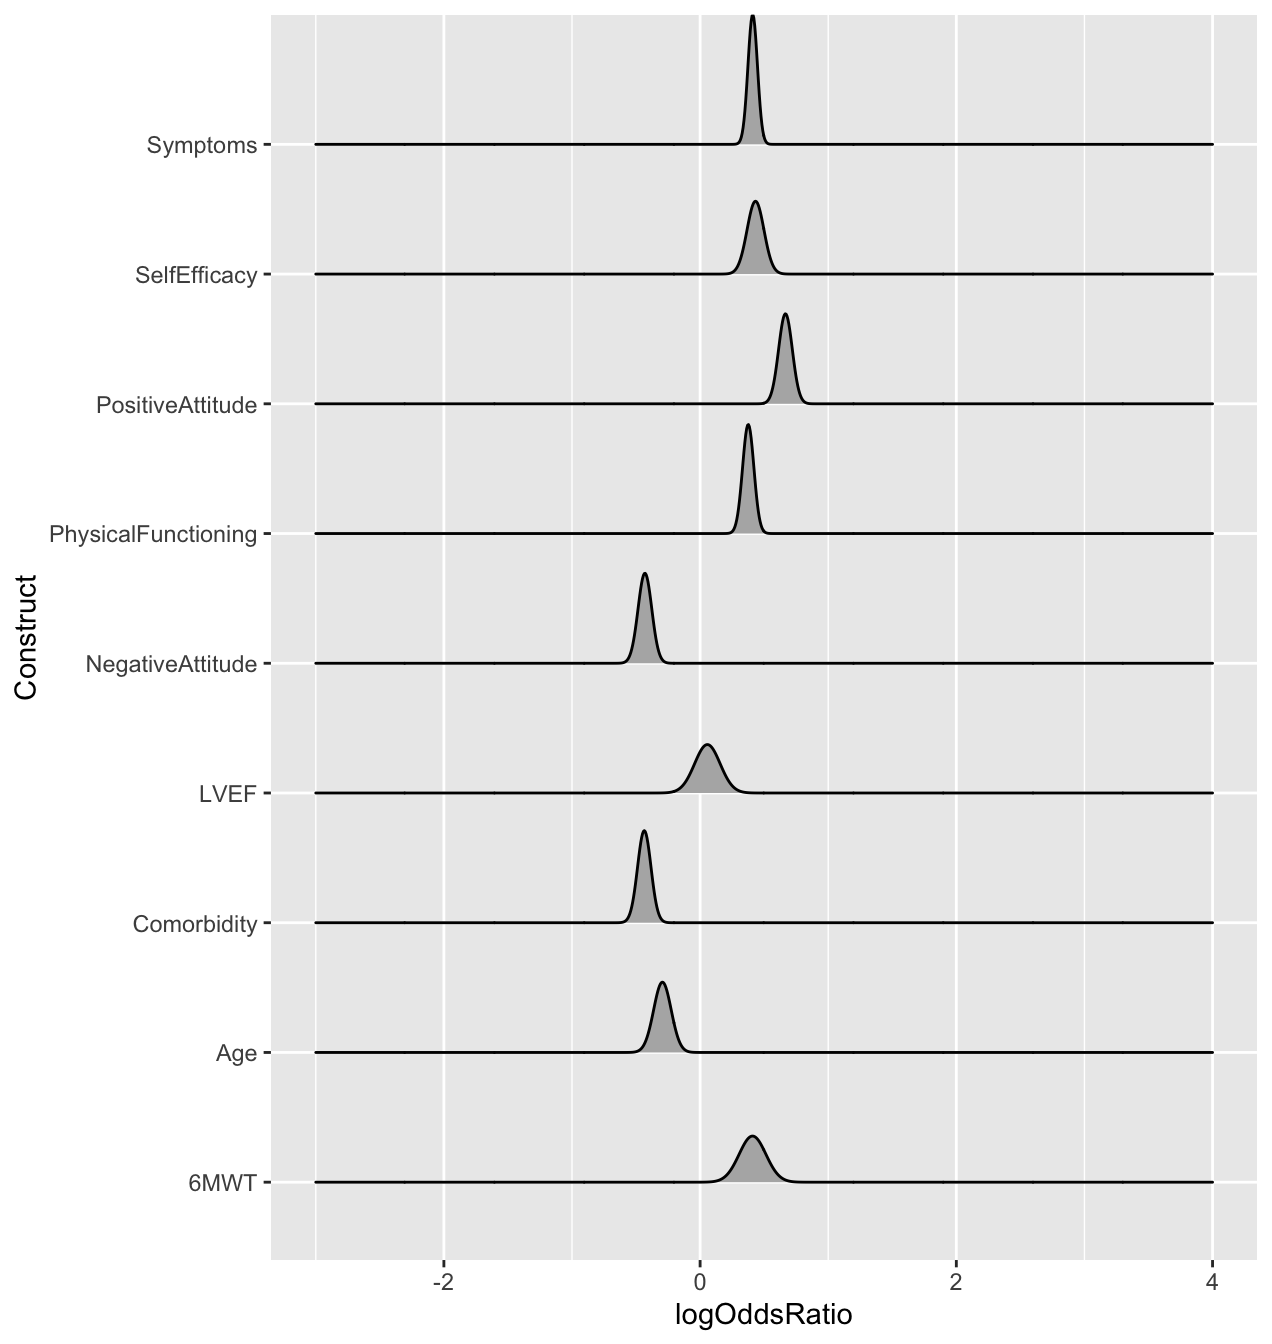 Symptoms
SelfEfficacy
PositiveAttitude
PhysicalFunctioning
NegativeAttitude
LVEF
Comorbidity
Age
6MWT
Construct
-2 0 2 4
logOddsRatio